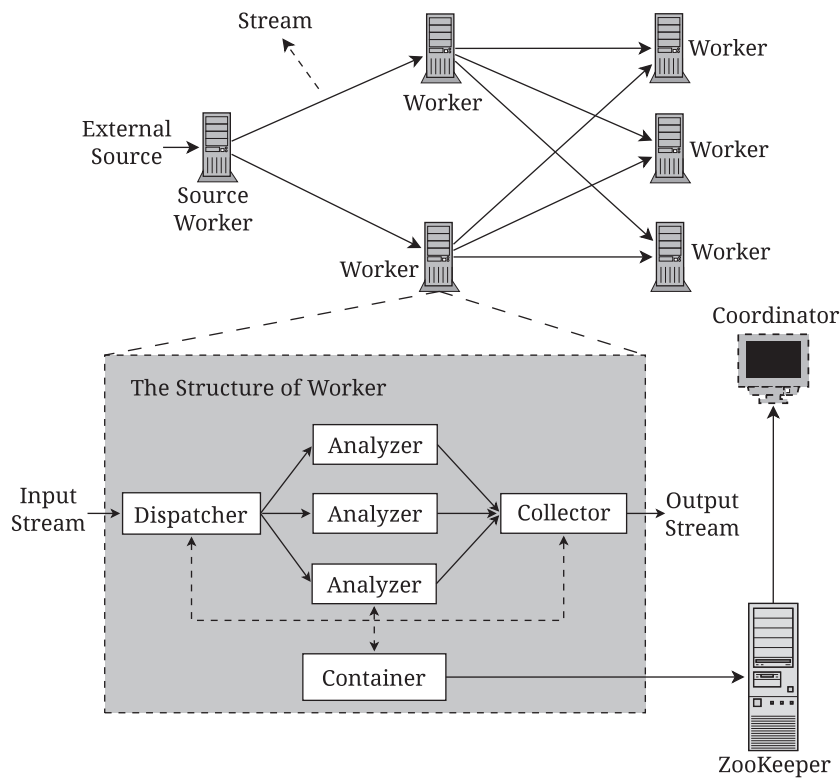 Stream
Worker
Worker
External
Source
Source
Worker
Worker
Worker
Worker
Coordinator
The Structure of Worker
Analyzer
Input
Stream
Dispatcher
Analyzer
Collector
Output
Stream
Analyzer
Container
ZooKeeper